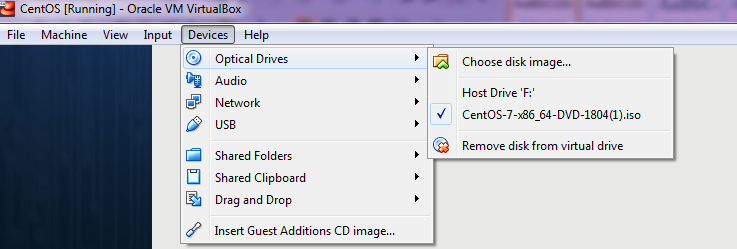 CentOS [Running] - Oracle VM VirtualBox
File Machine View Input Devices Help
Optical Drives
Audio
Network
USB
Shared Folders
Shared Clipboard
Drag and Drop
Insert Guest Additions CD image...
Choose disk image...
Host Drive 'F:'
CentOS-7-x86_64-DVD-1804(1).iso
Remove disk from virtual drive